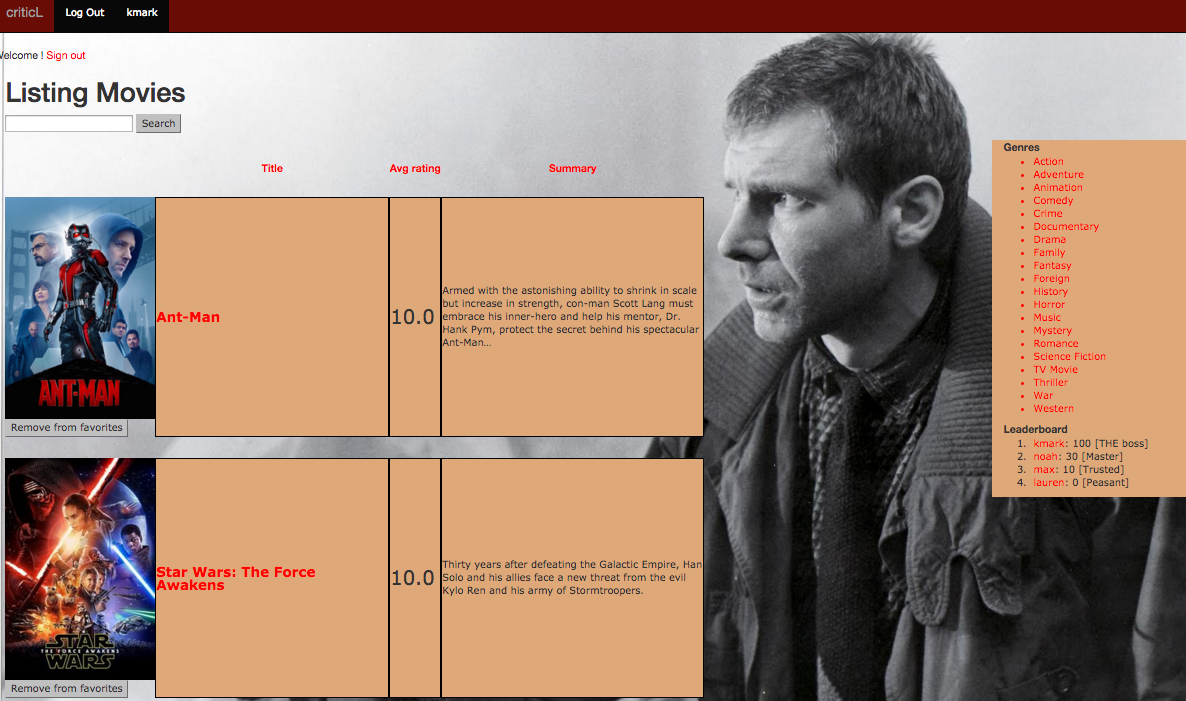 criticL Log Out kmark
Welcome ! Sign out
Listing Movies
Search
Title Avg rating Summary
ANT-MAN
Remove from favorites
Ant-Man
10.0
Armed with the astonishing ability to shrink in scale
but increase in strength, con-man Scott Lang must
embrace his inner-hero and help his mentor, Dr.
Hank Pym, protect the secret behind his spectacular
Ant-Man...
STAR
THE FORCE AWAKENS
WARS
Remove from favorites
Star Wars: The Force
Awakens
10.0
Thirty years after defeating the Galactic Empire, Han
Solo and his allies face a new threat from the evil
Kylo Ren and his army of Stormtroopers.
Genres
Action
Adventure
Animation
Comedy
Crime
Documentary
Drama
Family
Fantasy
Foreign
History
Horror
Music
Mystery
Romance
Science Fiction
TV Movie
Thriller
War
Western
Leaderboard
1. kmark: 100 [THE boss]
2. noah: 30 [Master]
3. max: 10 [Trusted]
4. lauren: 0 [Peasant]